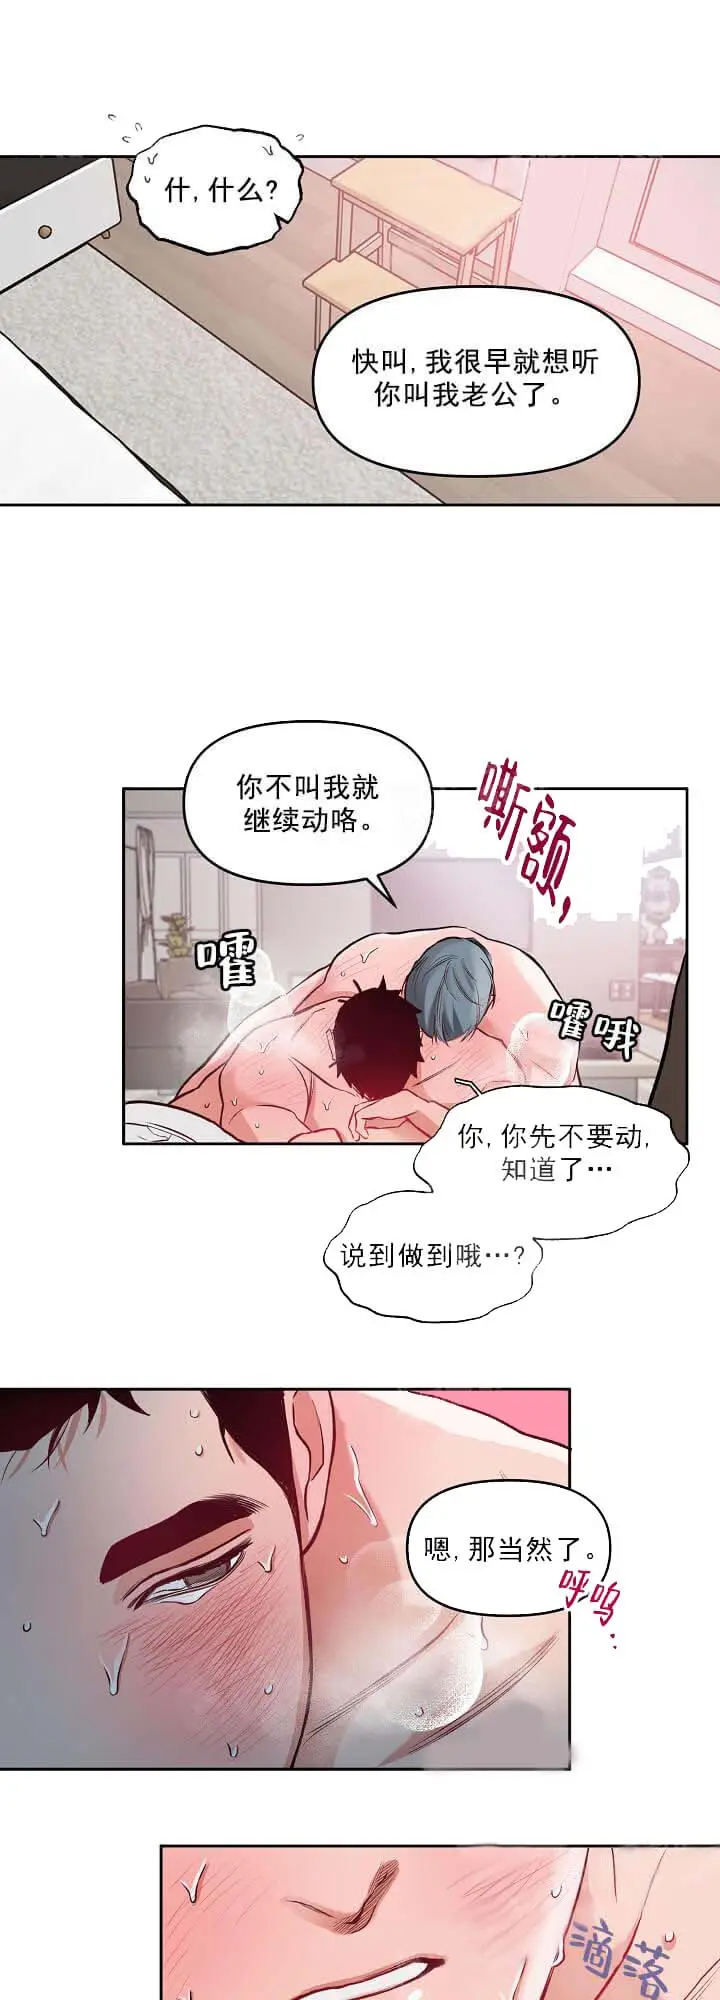 什,什么?
快叫,我很早就想听
你叫我老公了。
你不叫我就
继续动咯。
嘶额,
嚯
嚯哦
你,你先不要动,
知道了…
说到做到哦…?
嗯,那当然了。
呼呜..
滴落